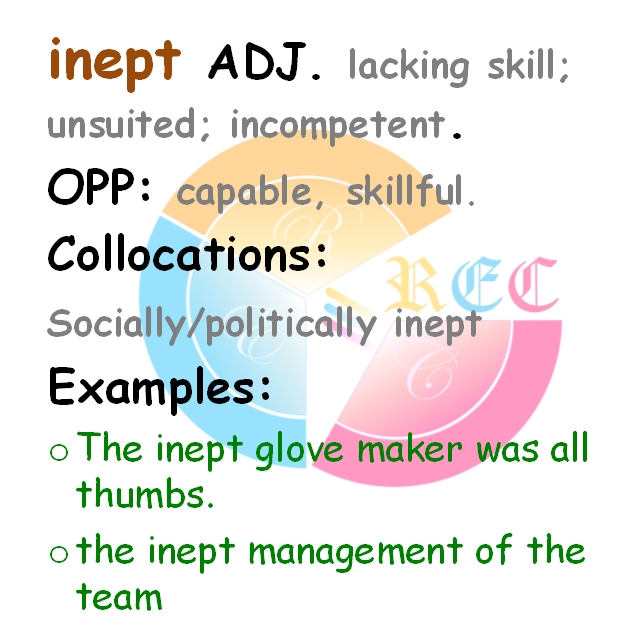 inept ADJ. lacking skill;
unsuited; incompetent.
OPP: capable, skillful.
Collocations:
REC
Socially/politically inept
Examples:
○ The inept glove maker was all
thumbs.
○ the inept management of the
team
R
E
C